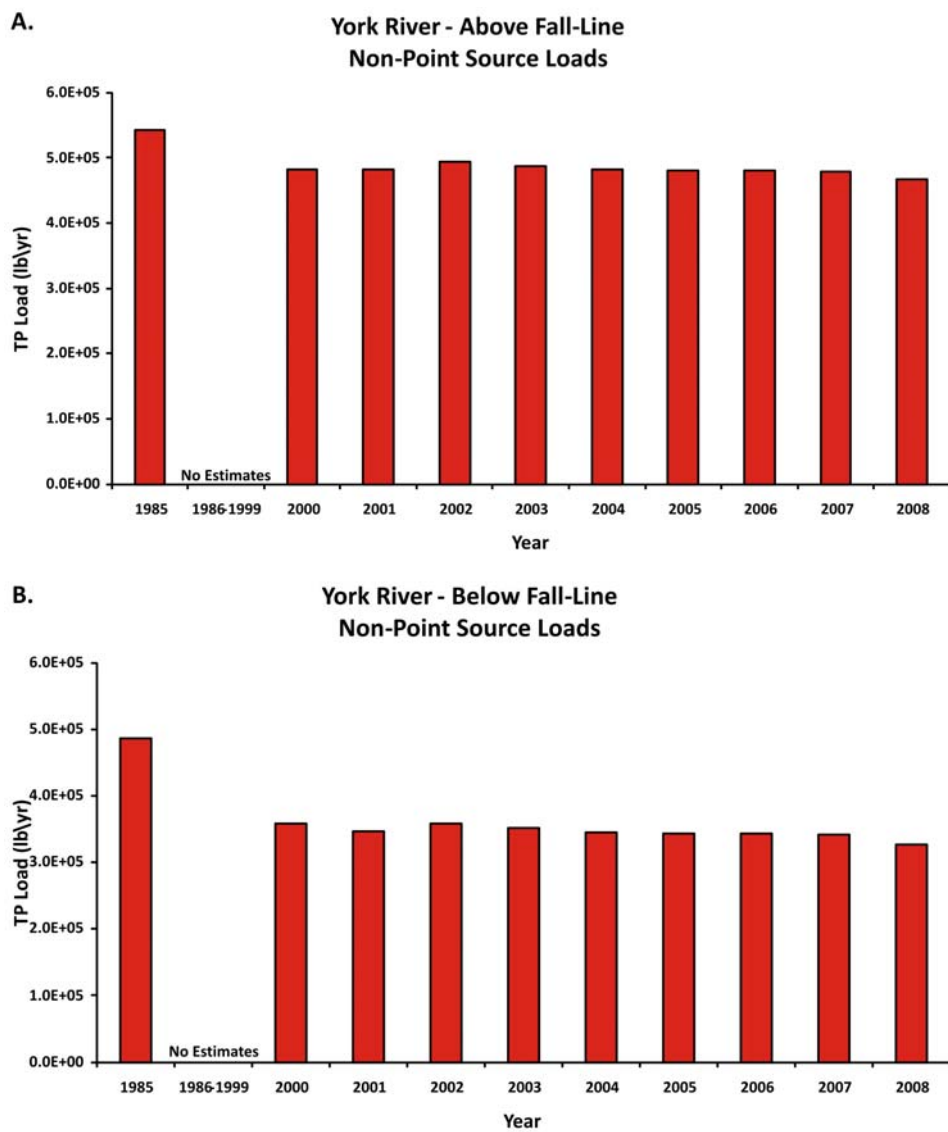 A.
York River - Above Fall-Line
Non-Point Source Loads
6.0E+05
5.0E+05
4.0E+05
3.0E+05
2.0E+05
1.0E+05
0.0E+00
TP Load (lb\yr)
No Estimates
1985 1986-1999 2000 2001 2002 2003 2004 2005 2006 2007 2008
Year
B.
York River - Below Fall-Line
Non-Point Source Loads
6.0E+05
5.0E+05
4.0E+05
3.0E+05
2.0E+05
1.0E+05
0.0E+00
TP Load (lb\yr)
No Estimates
1985 1986-1999 2000 2001 2002 2003 2004 2005 2006 2007 2008
Year